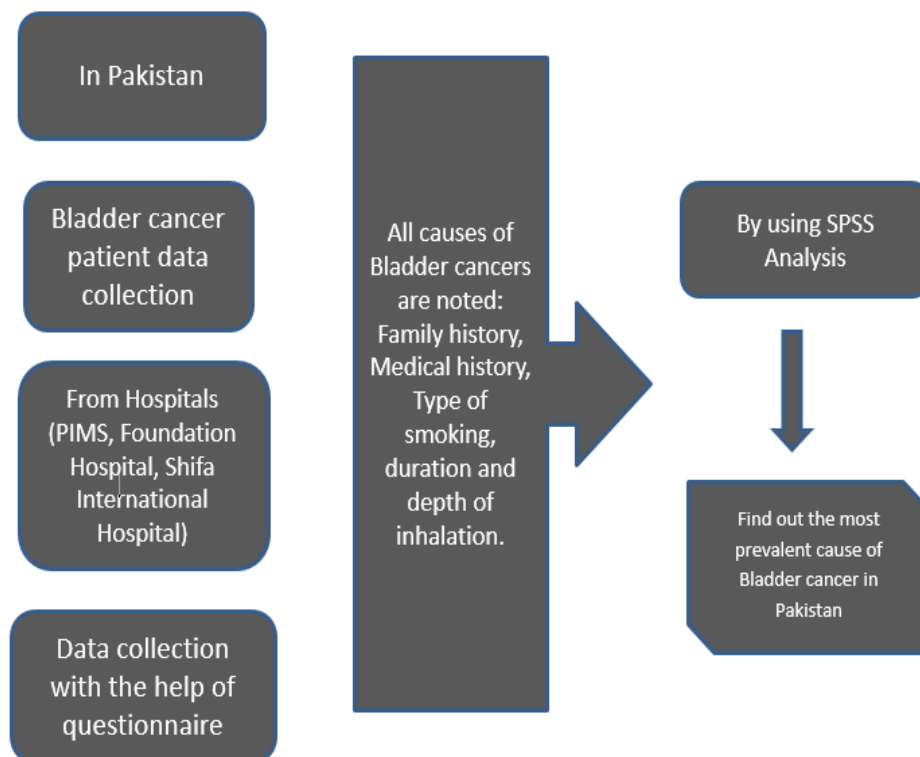 In Pakistan
Bladder cancer
patient data
collection
From Hospitals
(PIMS, Foundation
Hospital, Shifa
International
Hospital)
Data collection
with the help of
questionnaire
All causes of
Bladder cancers
are noted:
Family history,
Medical history,
Type of
smoking,
duration and
depth of
inhalation.
By using SPSS
Analysis
Find out the most
prevalent cause of
Bladder cancer in
Pakistan